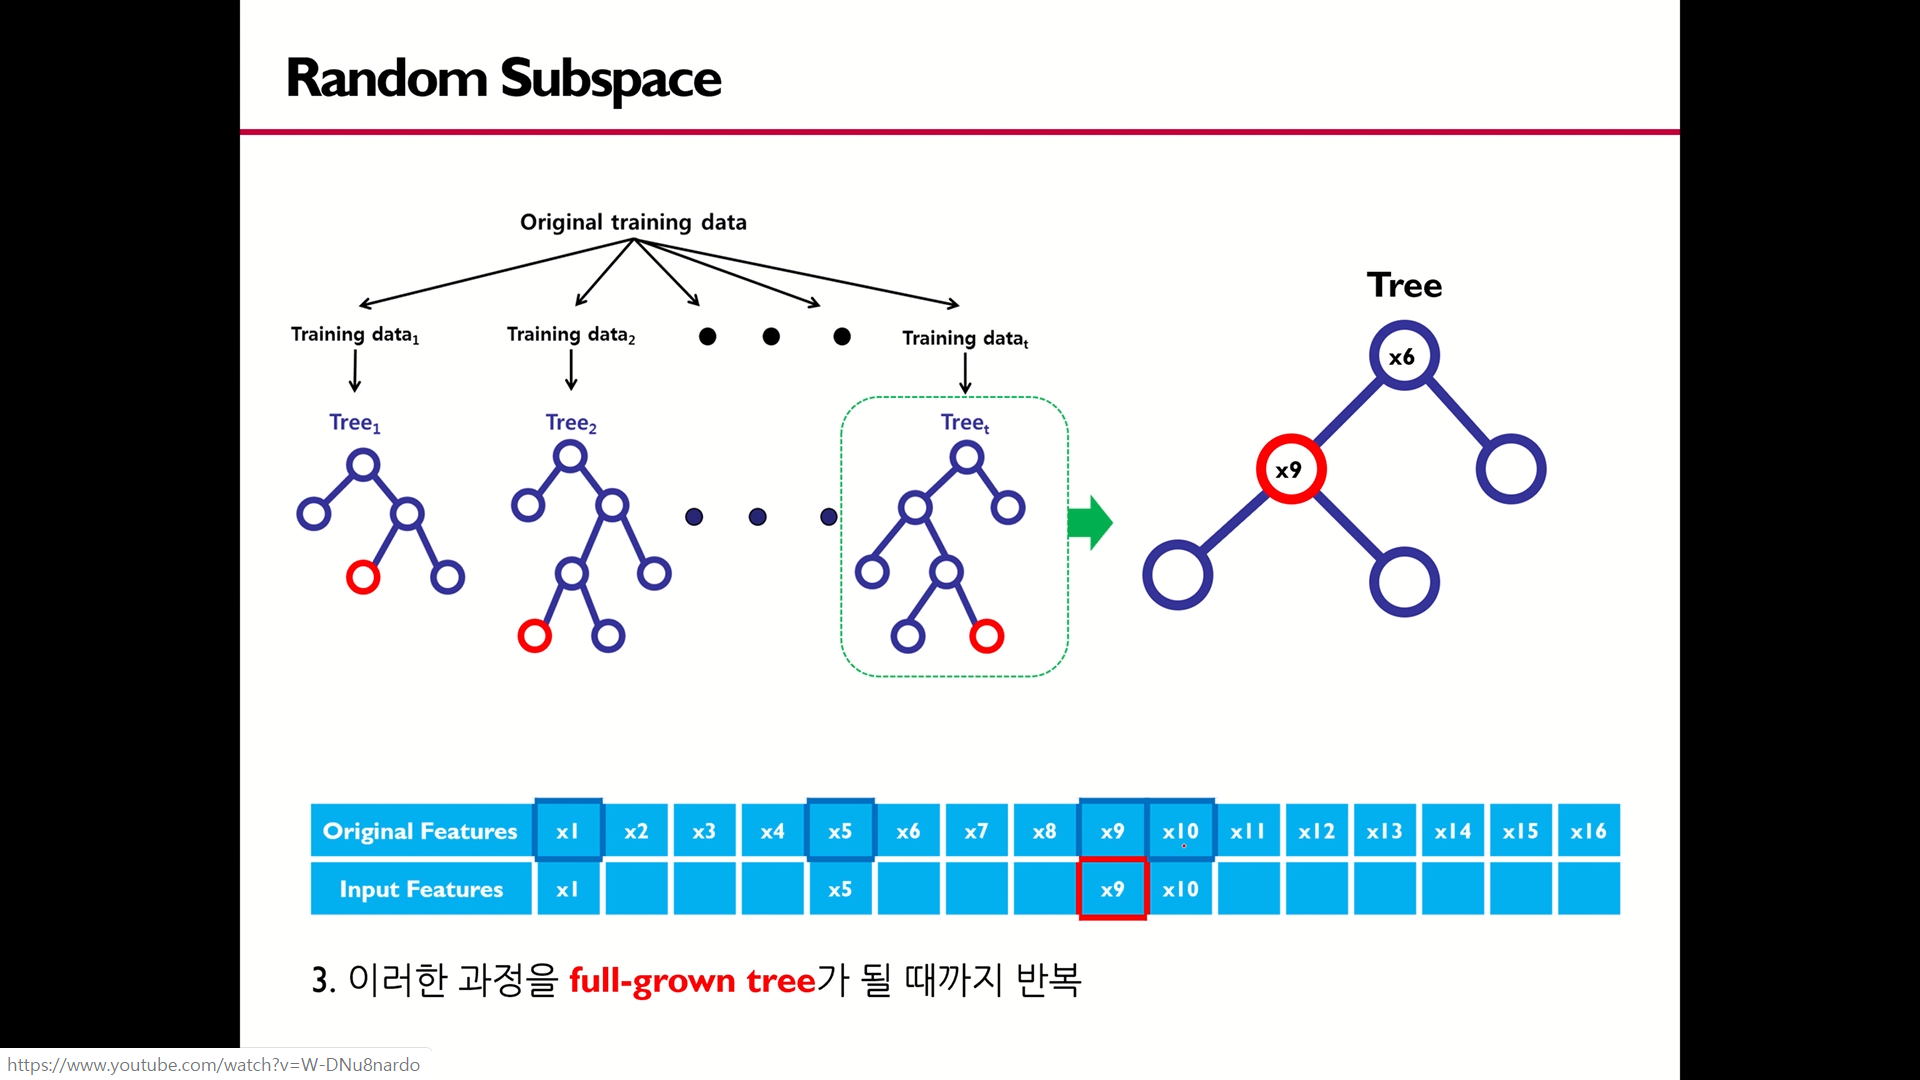 Random Subspace
Original training data
Training data1
Training data2
Training datat
Tree1
Tree2
Treet
Tree
x6
x9
Original Features x1 x2 x3 x4 x5 x6 x7 x8 x9 x10 x11 x12 x13 x14 x15 x16
Input Features x1 x5 x9 x10
3. 이러한 과정을 full-grown tree가 될 때까지 반복
https://www.youtube.com/watch?v=W-DNu8nardo